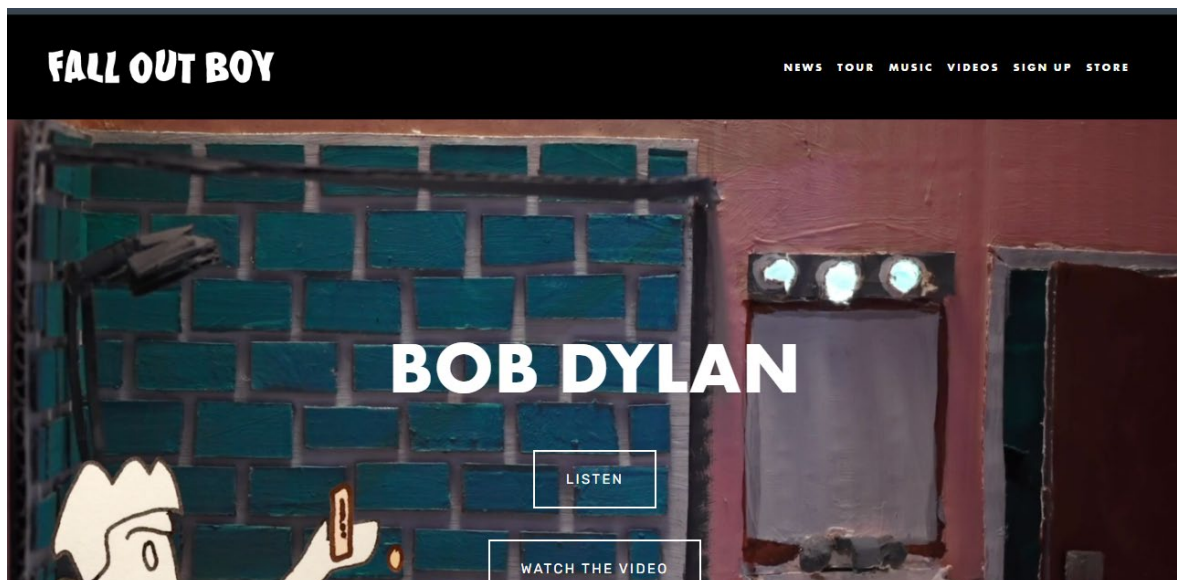 FALL OUT BOY
NEWS TOUR MUSIC VIDEOS SIGN UP STORE
BOB DYLAN
LISTEN
WATCH THE VIDEO